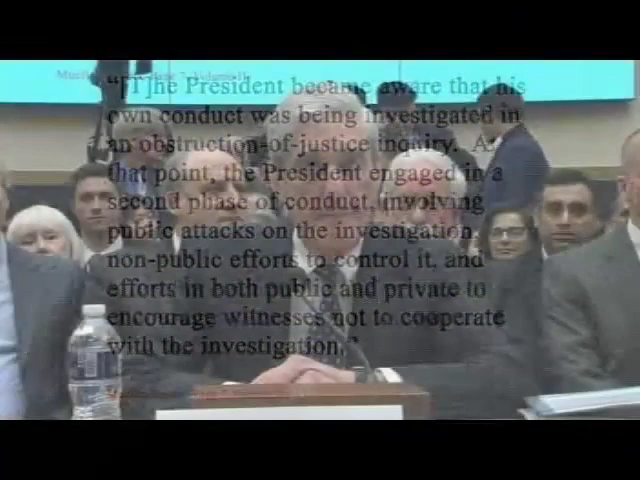 “[T]he President became aware that his
own conduct was being investigated in
an obstruction-of-justice inquiry. At
that point, the President engaged in a
second phase of conduct, involving
public attacks on the investigation,
non-public efforts to control it, and
efforts in both public and private to
encourage witnesses not to cooperate
with the investigation.”